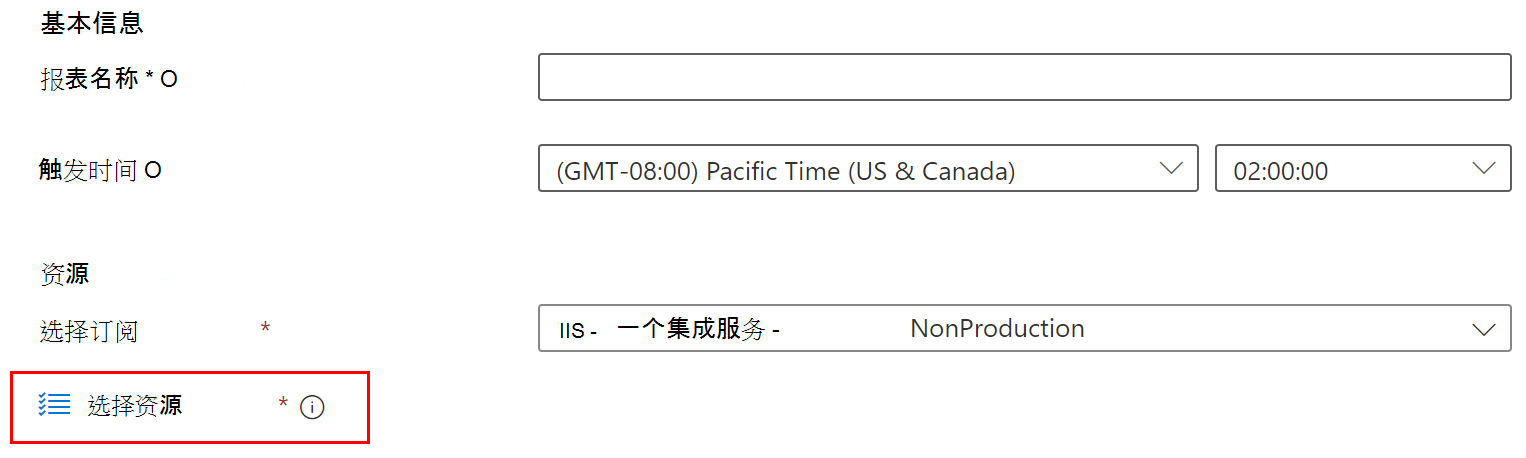 基本信息
报表名称 * O
触发时间 O (GMT-08:00) Pacific Time (US & Canada) 02:00:00
资源
选择订阅 * IIS - 一个集成服务 - NonProduction
选择资源 *